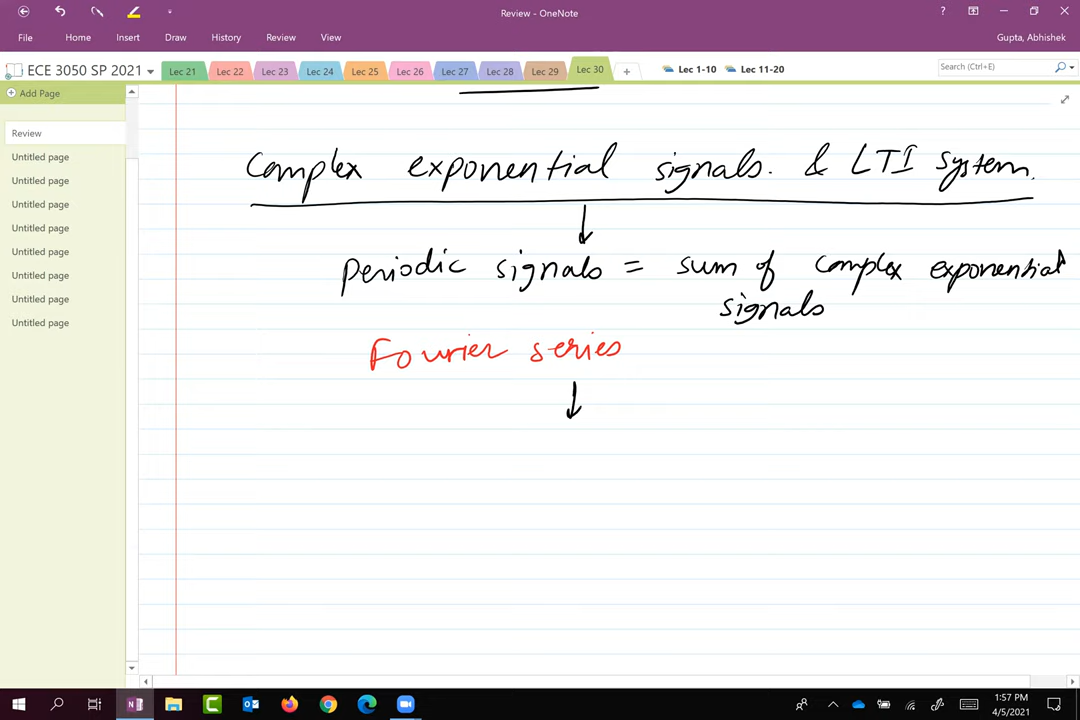 Review - OneNote
?
File
Home
Insert
Draw
History
Review
View
Gupta, Abhishek
ECE 3050 SP 2021
Lec 21
Lec 22
Lec 23
Lec 24
Lec 25
Lec 26
Lec 27
Lec 28
Lec 29
Lec 30
+
Lec 1-10
Lec 11-20
Search (Ctrl+E)
Add Page
Review
Untitled page
Untitled page
Untitled page
Untitled page
Untitled page
Untitled page
Untitled page
Untitled page
Complex exponential signals. & LTI system.
↓
Periodic signals = sum of complex exponential
signals
Fourier series
↓
1:57 PM
4/5/2021